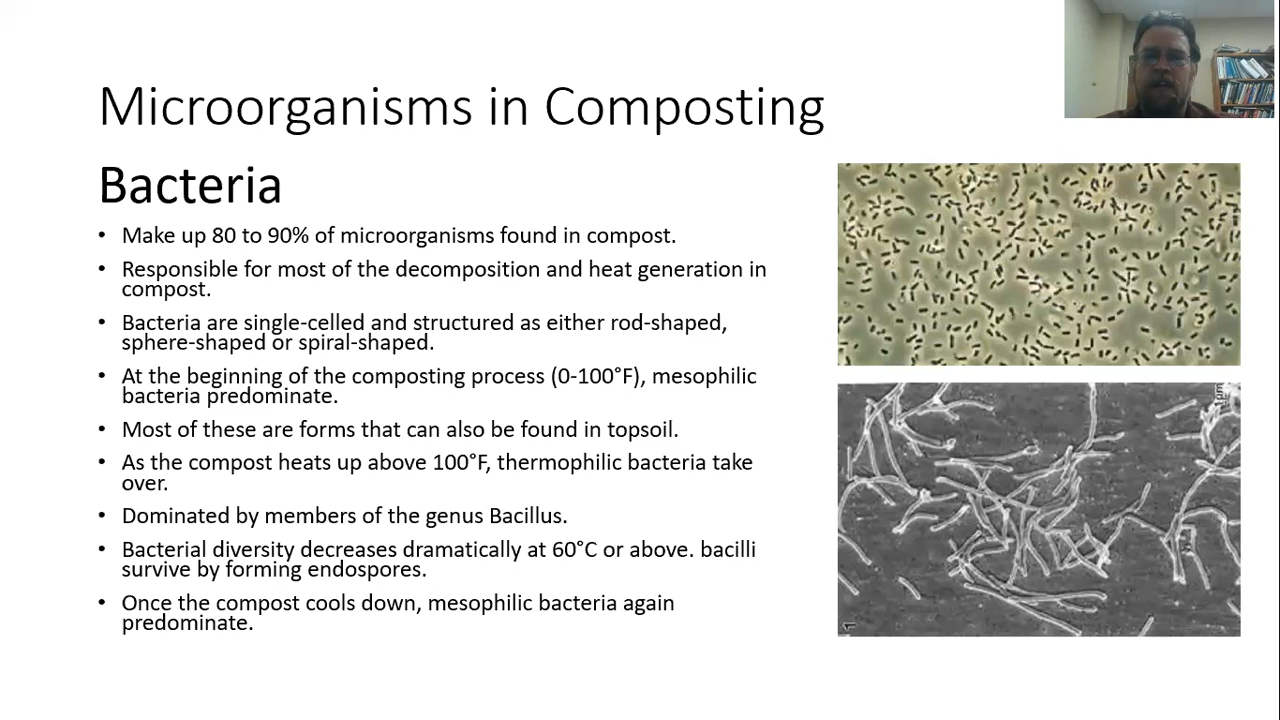 Microorganisms in Composting
Bacteria
• Make up 80 to 90% of microorganisms found in compost.
• Responsible for most of the decomposition and heat generation in
compost.
• Bacteria are single-celled and structured as either rod-shaped,
sphere-shaped or spiral-shaped.
• At the beginning of the composting process (0-100°F), mesophilic
bacteria predominate.
• Most of these are forms that can also be found in topsoil.
• As the compost heats up above 100°F, thermophilic bacteria take
over.
• Dominated by members of the genus Bacillus.
• Bacterial diversity decreases dramatically at 60°C or above. bacilli
survive by forming endospores.
• Once the compost cools down, mesophilic bacteria again
predominate.